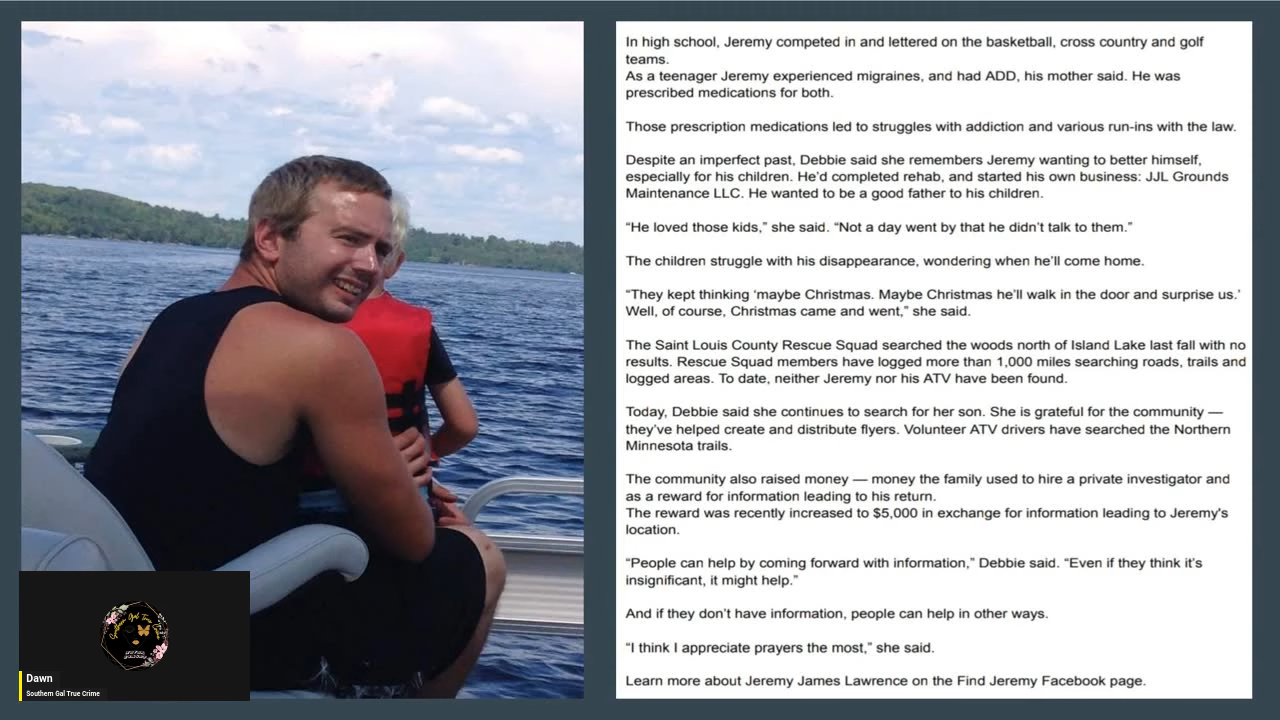 In high school, Jeremy competed in and lettered on the basketball, cross country and golf
teams.
As a teenager Jeremy experienced migraines, and had ADD, his mother said. He was
prescribed medications for both.
Those prescription medications led to struggles with addiction and various run-ins with the law.
Despite an imperfect past, Debbie said she remembers Jeremy wanting to better himself,
especially for his children. He’d completed rehab, and started his own business: JJL Grounds
Maintenance LLC. He wanted to be a good father to his children.
“He loved those kids,” she said. “Not a day went by that he didn’t talk to them.”
The children struggle with his disappearance, wondering when he’ll come home.
“They kept thinking ‘maybe Christmas. Maybe Christmas he’ll walk in the door and surprise us.’
Well, of course, Christmas came and went,” she said.
The Saint Louis County Rescue Squad searched the woods north of Island Lake last fall with no
results. Rescue Squad members have logged more than 1,000 miles searching roads, trails and
logged areas. To date, neither Jeremy nor his ATV have been found.
Today, Debbie said she continues to search for her son. She is grateful for the community —
they’ve helped create and distribute flyers. Volunteer ATV drivers have searched the Northern
Minnesota trails.
The community also raised money — money the family used to hire a private investigator and
as a reward for information leading to his return.
The reward was recently increased to $5,000 in exchange for information leading to Jeremy's
location.
“People can help by coming forward with information,” Debbie said. “Even if they think it’s
insignificant, it might help.”
And if they don’t have information, people can help in other ways.
“I think I appreciate prayers the most,” she said.
Learn more about Jeremy James Lawrence on the Find Jeremy Facebook page.
Dawn
Southern Gal True Crime